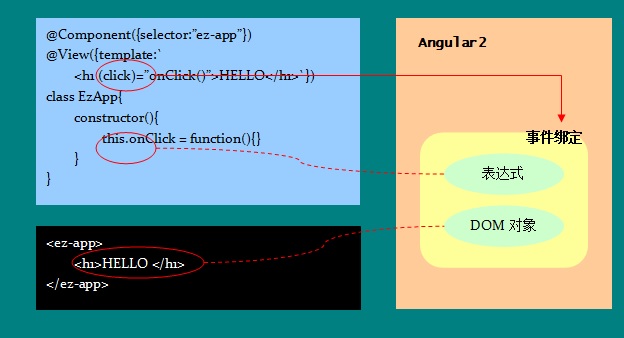 @Component({selector:"ez-app"})
@View({template:`
<h1 (click)="onClick()">HELLO</h1>`})
class EzApp{
constructor(){
this.onClick = function(){}
}
}
<ez-app>
<h1>HELLO </h1>
</ez-app>
Angular2
事件绑定
表达式
DOM 对象